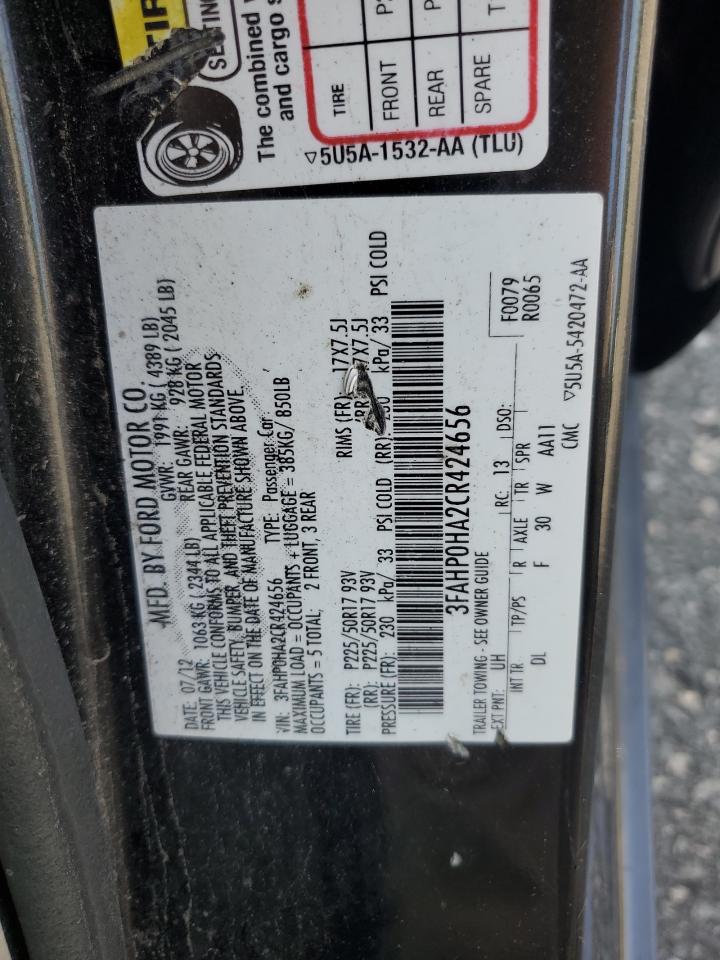 TIR
SEATING
The combined
and cargo s
TIRE
FRONT
REAR
SPARE
▽5U5A-1532-AA (TLU)
MFD. BY FORD MOTOR CO.
DATE: 07/12 GVWR: 1991 KG ( 4389 LB)
FRONT GAWR: 1063 KG ( 2344 LB) REAR GAWR: 928 KG ( 2045 LB)
THIS VEHICLE CONFORMS TO ALL APPLICABLE FEDERAL MOTOR
VEHICLE SAFETY, BUMPER, AND THEFT PREVENTION STANDARDS
IN EFFECT ON THE DATE OF MANUFACTURE SHOWN ABOVE.
VIN: 3FAHP0HA2CR424656 TYPE: Passenger Car
MAXIMUM LOAD = OCCUPANTS + LUGGAGE = 385KG/ 850LB
OCCUPANTS = 5 TOTAL; 2 FRONT, 3 REAR
TIRE (FR): P225/50R17 93V RIMS (FR): 17X7.5J
(RR): P225/50R17 93V (RR): 17X7.5J
PRESSURE (FR): 230 kPa/ 33 PSI COLD (RR): kPa/ 33 PSI COLD
3FAHP0HA2CR424656
TRAILER TOWING - SEE OWNER GUIDE
F0079
R0065
EXT PNT: UH RC: 13 DSO:
INT TR TP/PS R AXLE TR SPR
DL F 30 W AA11
CMC ▽5U5A-5420472-AA